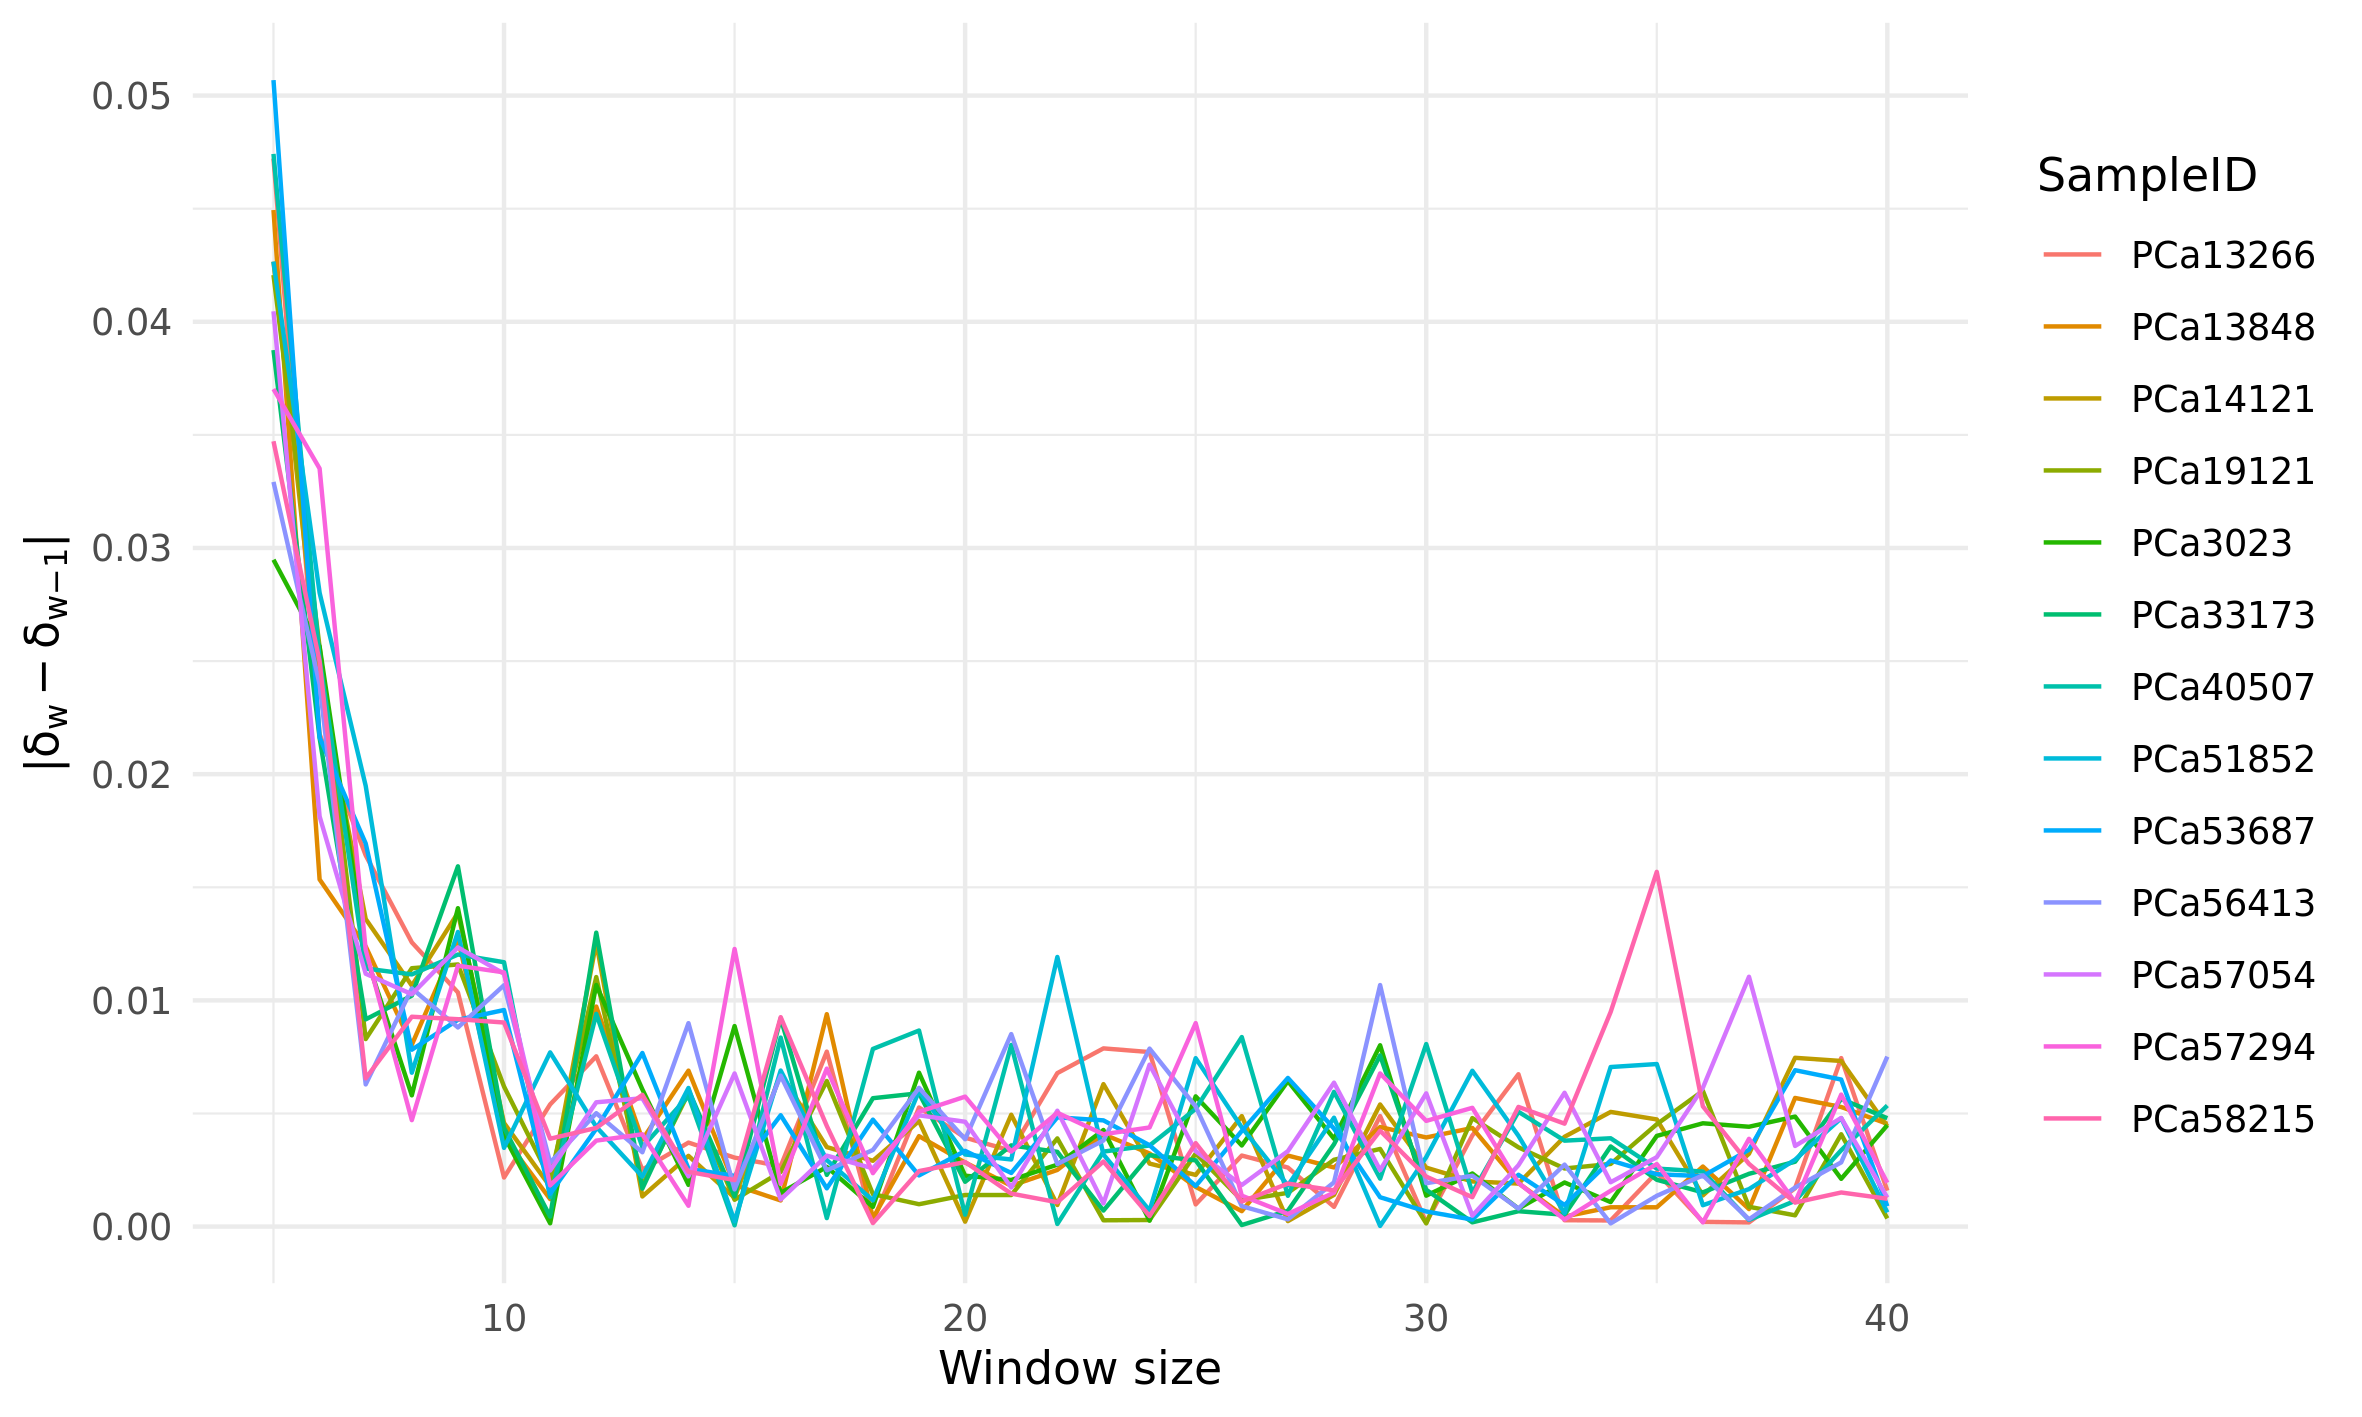 0.05
0.04
0.03
0.02
0.01
0.00
|δw − δw−1|
10 20 30 40
Window size
SampleID
PCa13266
PCa13848
PCa14121
PCa19121
PCa3023
PCa33173
PCa40507
PCa51852
PCa53687
PCa56413
PCa57054
PCa57294
PCa58215